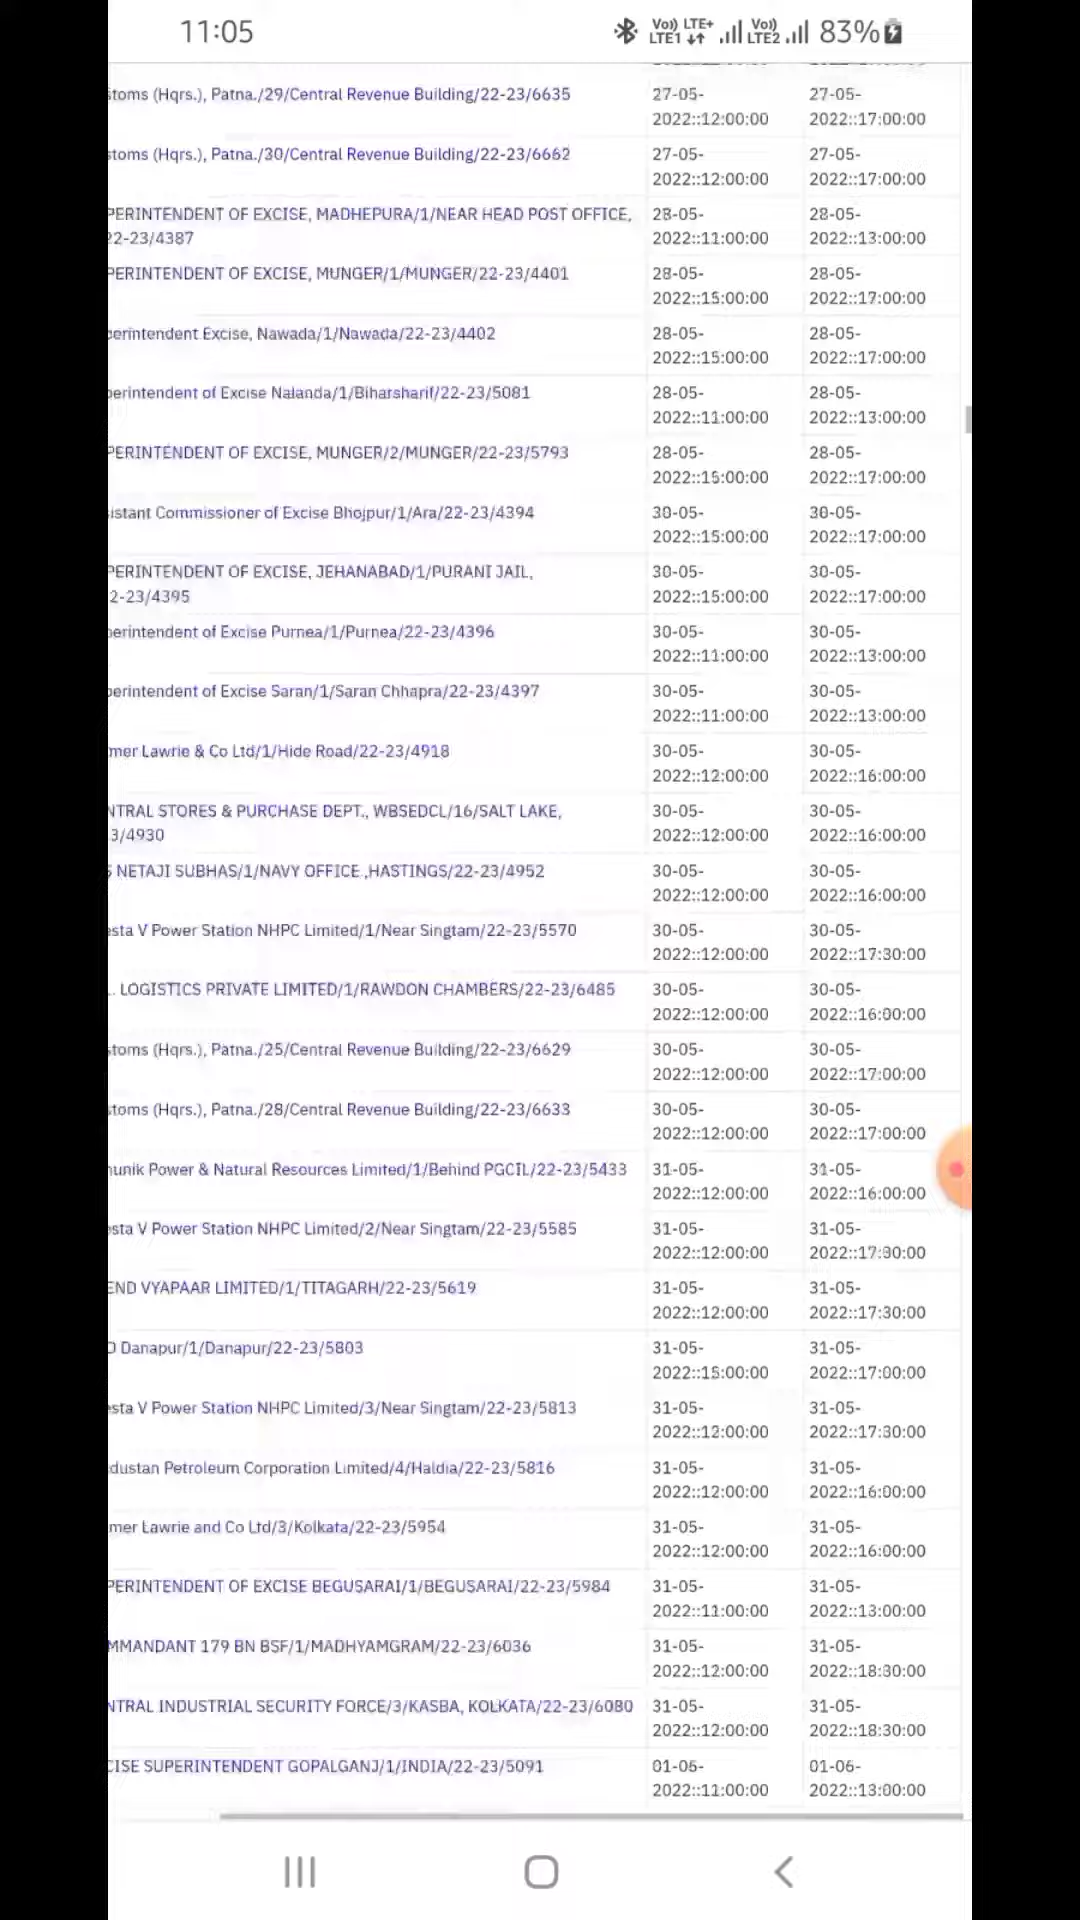 11:05 Vo)) LTE+ LTE1 Vo)) LTE2 83%
stoms (Hqrs.), Patna./29/Central Revenue Building/22-23/6635 27-05- 27-05-
2022::12:00:00 2022::17:00:00
stoms (Hqrs.), Patna./30/Central Revenue Building/22-23/6662 27-05- 27-05-
2022::12:00:00 2022::17:00:00
PERINTENDENT OF EXCISE, MADHEPURA/1/NEAR HEAD POST OFFICE, 28-05- 28-05-
22-23/4387 2022::11:00:00 2022::13:00:00
PERINTENDENT OF EXCISE, MUNGER/1/MUNGER/22-23/4401 28-05- 28-05-
2022::15:00:00 2022::17:00:00
perintendent Excise, Nawada/1/Nawada/22-23/4402 28-05- 28-05-
2022::15:00:00 2022::17:00:00
perintendent of Excise Nalanda/1/Biharsharif/22-23/5081 28-05- 28-05-
2022::11:00:00 2022::13:00:00
PERINTENDENT OF EXCISE, MUNGER/2/MUNGER/22-23/5793 28-05- 28-05-
2022::15:00:00 2022::17:00:00
istant Commissioner of Excise Bhojpur/1/Ara/22-23/4394 30-05- 30-05-
2022::15:00:00 2022::17:00:00
PERINTENDENT OF EXCISE, JEHANABAD/1/PURANI JAIL, 30-05- 30-05-
2-23/4395 2022::15:00:00 2022::17:00:00
perintendent of Excise Purnea/1/Purnea/22-23/4396 30-05- 30-05-
2022::11:00:00 2022::13:00:00
perintendent of Excise Saran/1/Saran Chhapra/22-23/4397 30-05- 30-05-
2022::11:00:00 2022::13:00:00
mer Lawrie & Co Ltd/1/Hide Road/22-23/4918 30-05- 30-05-
2022::12:00:00 2022::16:00:00
NTRAL STORES & PURCHASE DEPT., WBSEDCL/16/SALT LAKE, 30-05- 30-05-
3/4930 2022::12:00:00 2022::16:00:00
S NETAJI SUBHAS/1/NAVY OFFICE ,HASTINGS/22-23/4952 30-05- 30-05-
2022::12:00:00 2022::16:00:00
esta V Power Station NHPC Limited/1/Near Singtam/22-23/5570 30-05- 30-05-
2022::12:00:00 2022::17:30:00
. LOGISTICS PRIVATE LIMITED/1/RAWDON CHAMBERS/22-23/6485 30-05- 30-05-
2022::12:00:00 2022::16:00:00
stoms (Hqrs.), Patna./25/Central Revenue Building/22-23/6629 30-05- 30-05-
2022::12:00:00 2022::17:00:00
stoms (Hqrs.), Patna./28/Central Revenue Building/22-23/6633 30-05- 30-05-
2022::12:00:00 2022::17:00:00
unik Power & Natural Resources Limited/1/Behind PGCIL/22-23/5433 31-05- 31-05-
2022::12:00:00 2022::16:00:00
esta V Power Station NHPC Limited/2/Near Singtam/22-23/5585 31-05- 31-05-
2022::12:00:00 2022::17:30:00
END VYAPAAR LIMITED/1/TITAGARH/22-23/5619 31-05- 31-05-
2022::12:00:00 2022::17:30:00
O Danapur/1/Danapur/22-23/5803 31-05- 31-05-
2022::15:00:00 2022::17:00:00
esta V Power Station NHPC Limited/3/Near Singtam/22-23/5813 31-05- 31-05-
2022::12:00:00 2022::17:30:00
dustan Petroleum Corporation Limited/4/Haldia/22-23/5816 31-05- 31-05-
2022::12:00:00 2022::16:00:00
mer Lawrie and Co Ltd/3/Kolkata/22-23/5954 31-05- 31-05-
2022::12:00:00 2022::16:00:00
PERINTENDENT OF EXCISE BEGUSARAI/1/BEGUSARAI/22-23/5984 31-05- 31-05-
2022::11:00:00 2022::13:00:00
MMANDANT 179 BN BSF/1/MADHYAMGRAM/22-23/6036 31-05- 31-05-
2022::12:00:00 2022::18:30:00
NTRAL INDUSTRIAL SECURITY FORCE/3/KASBA, KOLKATA/22-23/6080 31-05- 31-05-
2022::12:00:00 2022::18:30:00
CISE SUPERINTENDENT GOPALGANJ/1/INDIA/22-23/5091 01-06- 01-06-
2022::11:00:00 2022::13:00:00